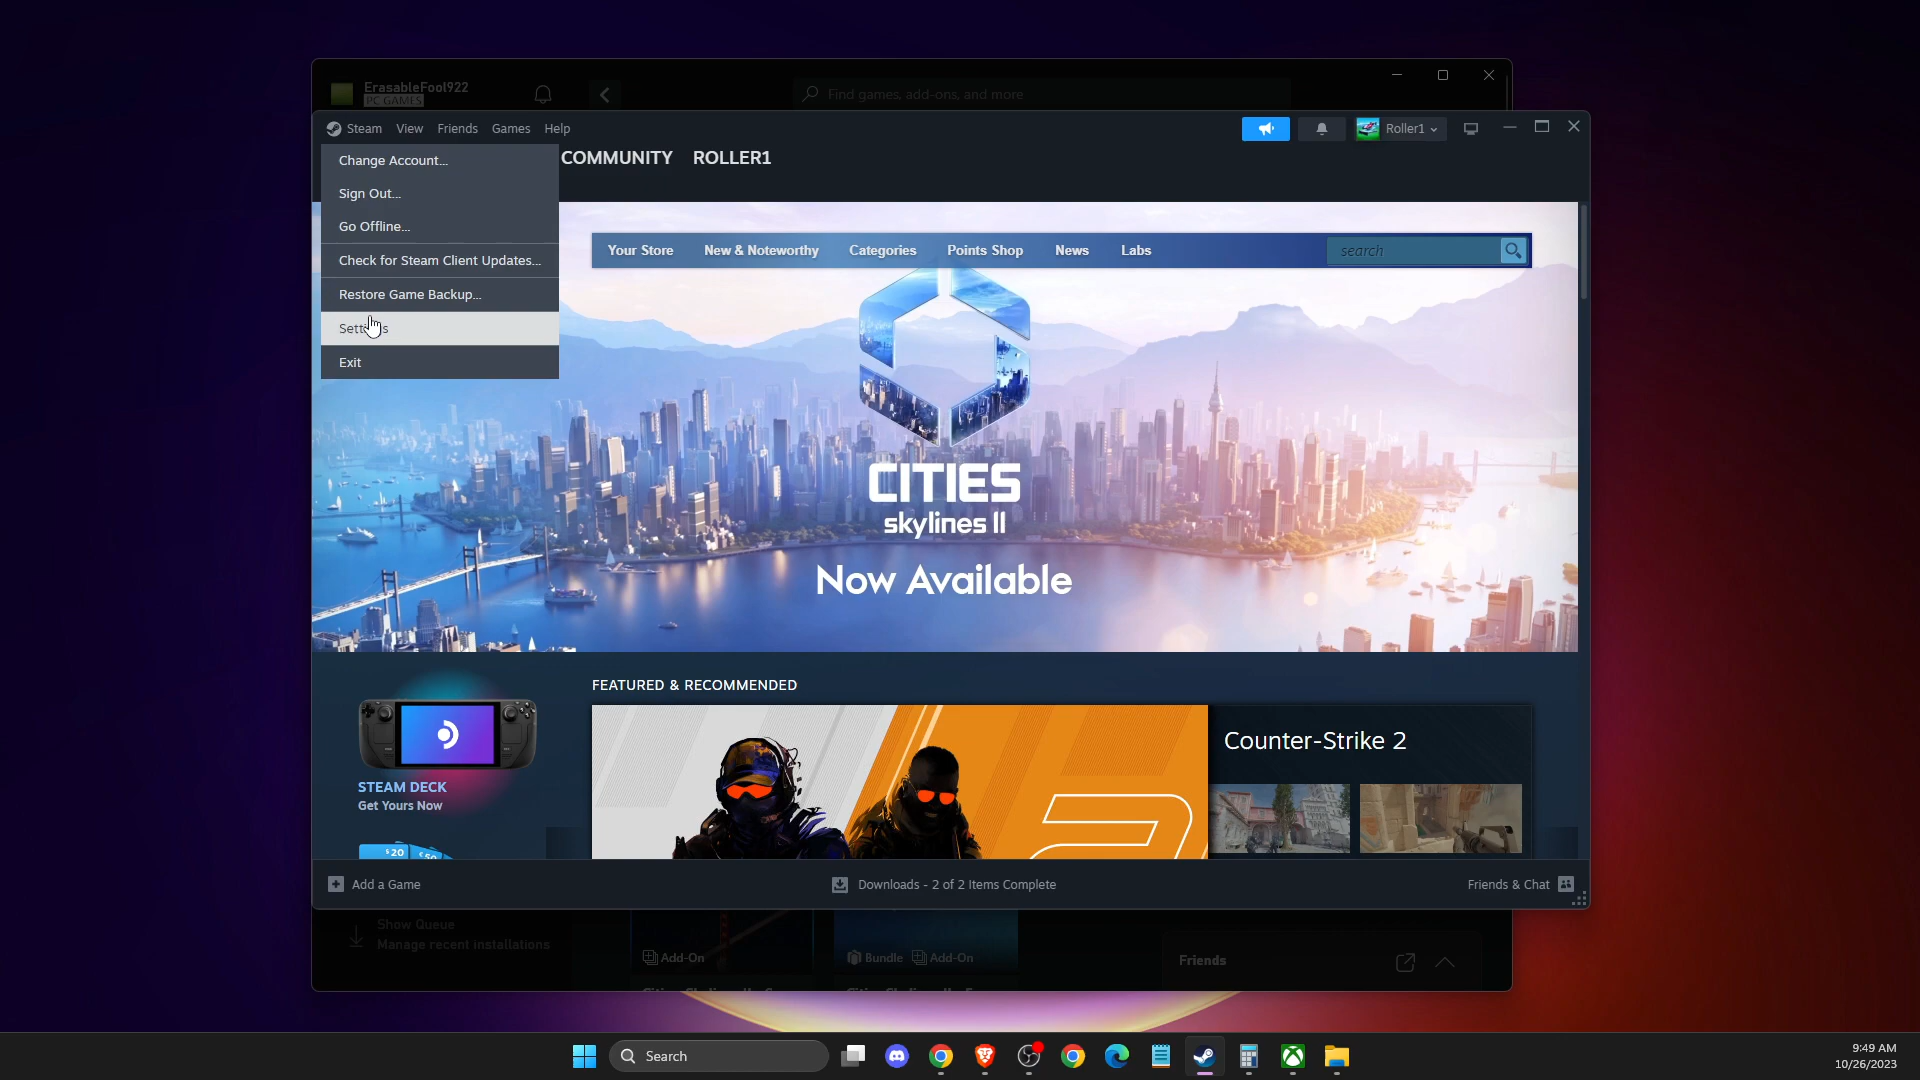 ErasableFool922
PC GAMES
Find games, add-ons, and more
Steam View Friends Games Help
Roller1
COMMUNITY ROLLER1
Change Account...
Sign Out...
Go Offline...
Check for Steam Client Updates...
Restore Game Backup...
Settings
Exit
Your Store New & Noteworthy Categories Points Shop News Labs
search
CITIES
skylines II
Now Available
FEATURED & RECOMMENDED
Counter-Strike 2
STEAM DECK
Get Yours Now
$20 €50
Add a Game
Downloads - 2 of 2 Items Complete
Friends & Chat
Show Queue
Manage recent installations
Add-On
Bundle Add-On
Friends
Search
9:49 AM
10/26/2023